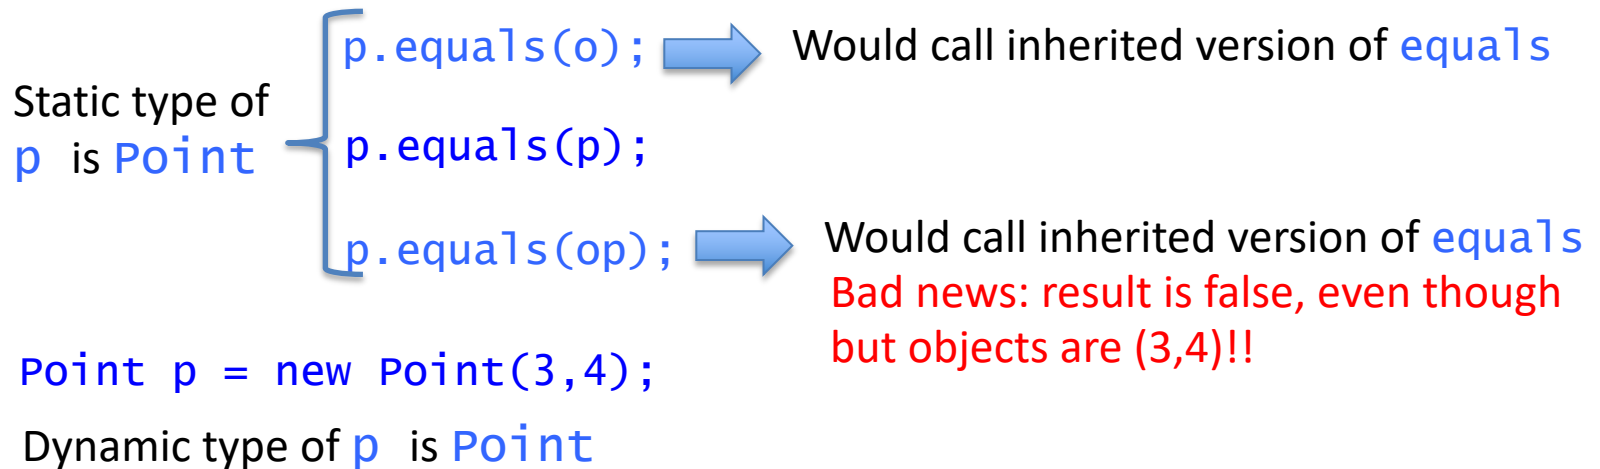 p.equals(o);
Would call inherited version of equals
Static type of
p is Point
p.equals(p);
p.equals(op);
Would call inherited version of equals
Bad news: result is false, even though
but objects are (3,4)!!
Point p = new Point(3,4);
Dynamic type of p is Point